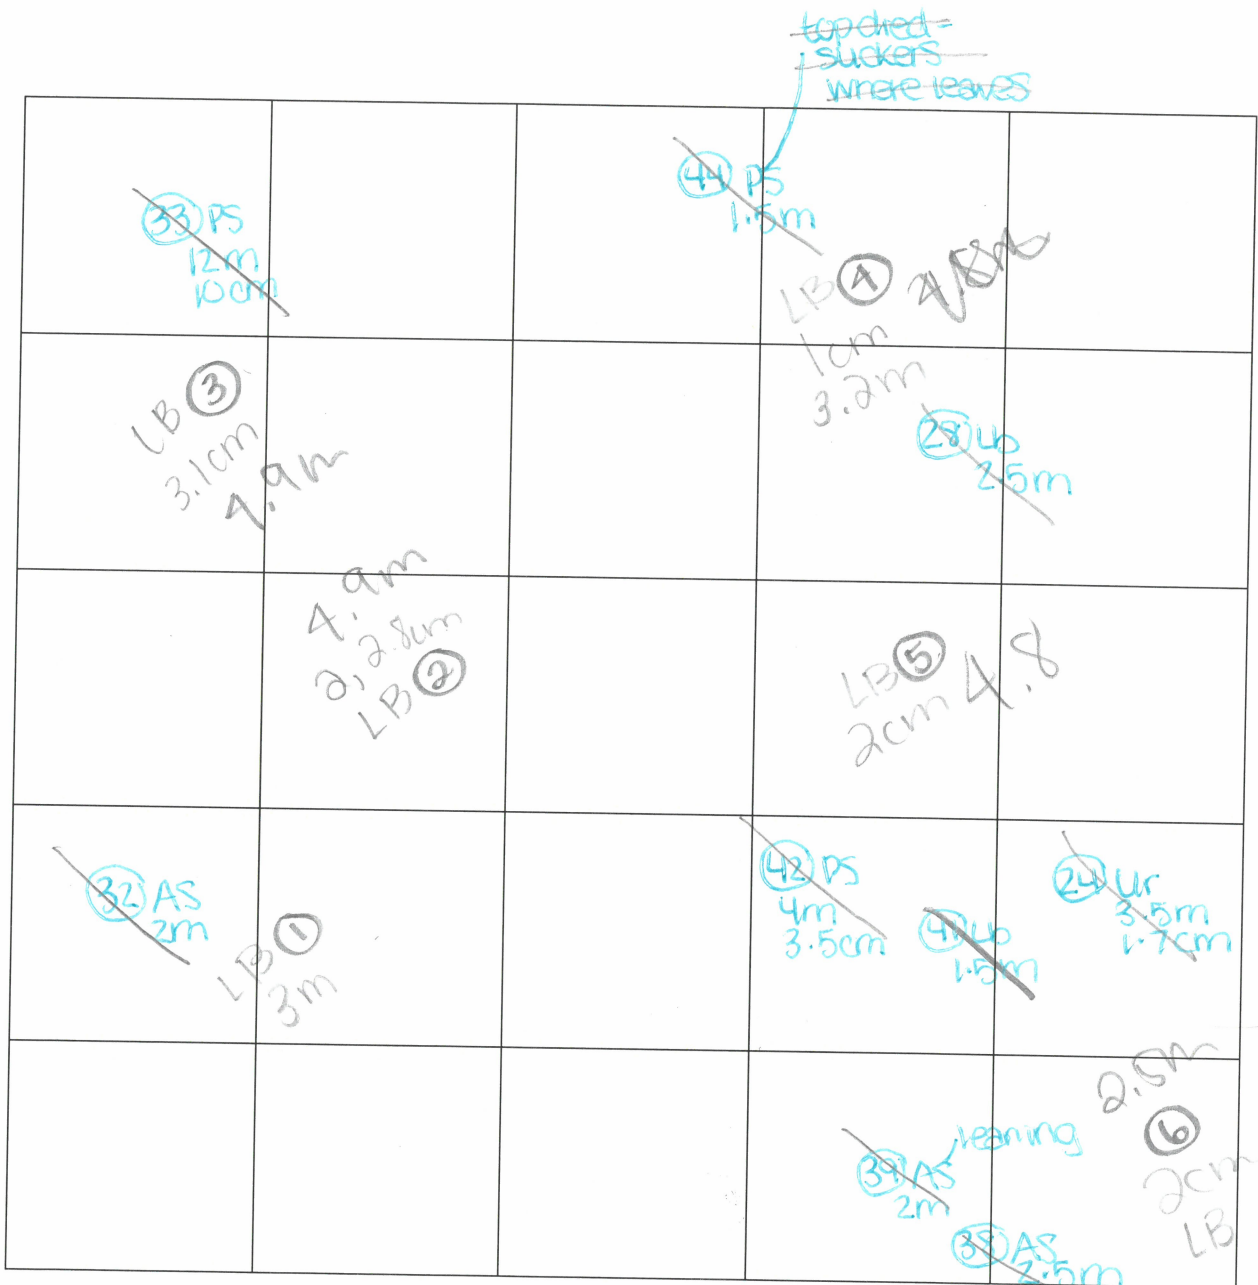 top dried =
suckers
where leaves
44 PS
1.5m
33 PS
12m
10cm
LB 4
1cm
3.2m
LB 3
3.1cm
4.9m
28 Lb
2.5m
4.9m
2, 2.8cm
LB 2
LB 5 4.8
2cm
32 AS
2m
LB 1
3m
42 PS
4m
3.5cm
41 Lb
1.5m
24 Ur
3.5m
1.7cm
leaning
39 AS
2m
38 AS
2.5m
6
2cm
LB